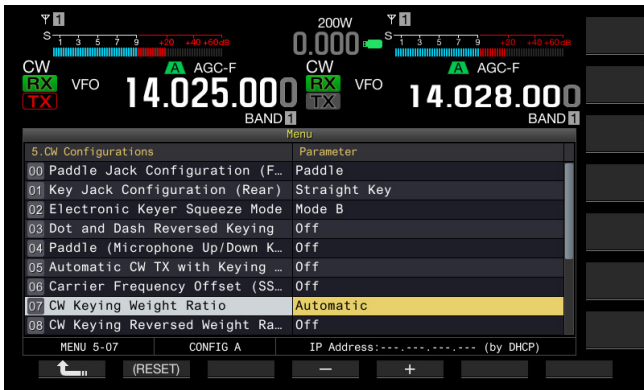 1 200W 1
S 1 3 5 7 9 +20 +40 +60dB 0.000 S 1 3 5 7 9 +20 +40 +60dB
CW A AGC-F CW A AGC-F
RX VFO RX VFO
TX 14.025.000 TX 14.028.000
BAND 1 BAND 1
Menu
5.CW Configurations Parameter
00 Paddle Jack Configuration (F… Paddle
01 Key Jack Configuration (Rear) Straight Key
02 Electronic Keyer Squeeze Mode Mode B
03 Dot and Dash Reversed Keying Off
04 Paddle (Microphone Up/Down K… Off
05 Automatic CW TX with Keying … Off
06 Carrier Frequency Offset (SS… Off
07 CW Keying Weight Ratio Automatic
08 CW Keying Reversed Weight Ra… Off
MENU 5-07 CONFIG A IP Address:---.---.---.--- (by DHCP)
(RESET) − +